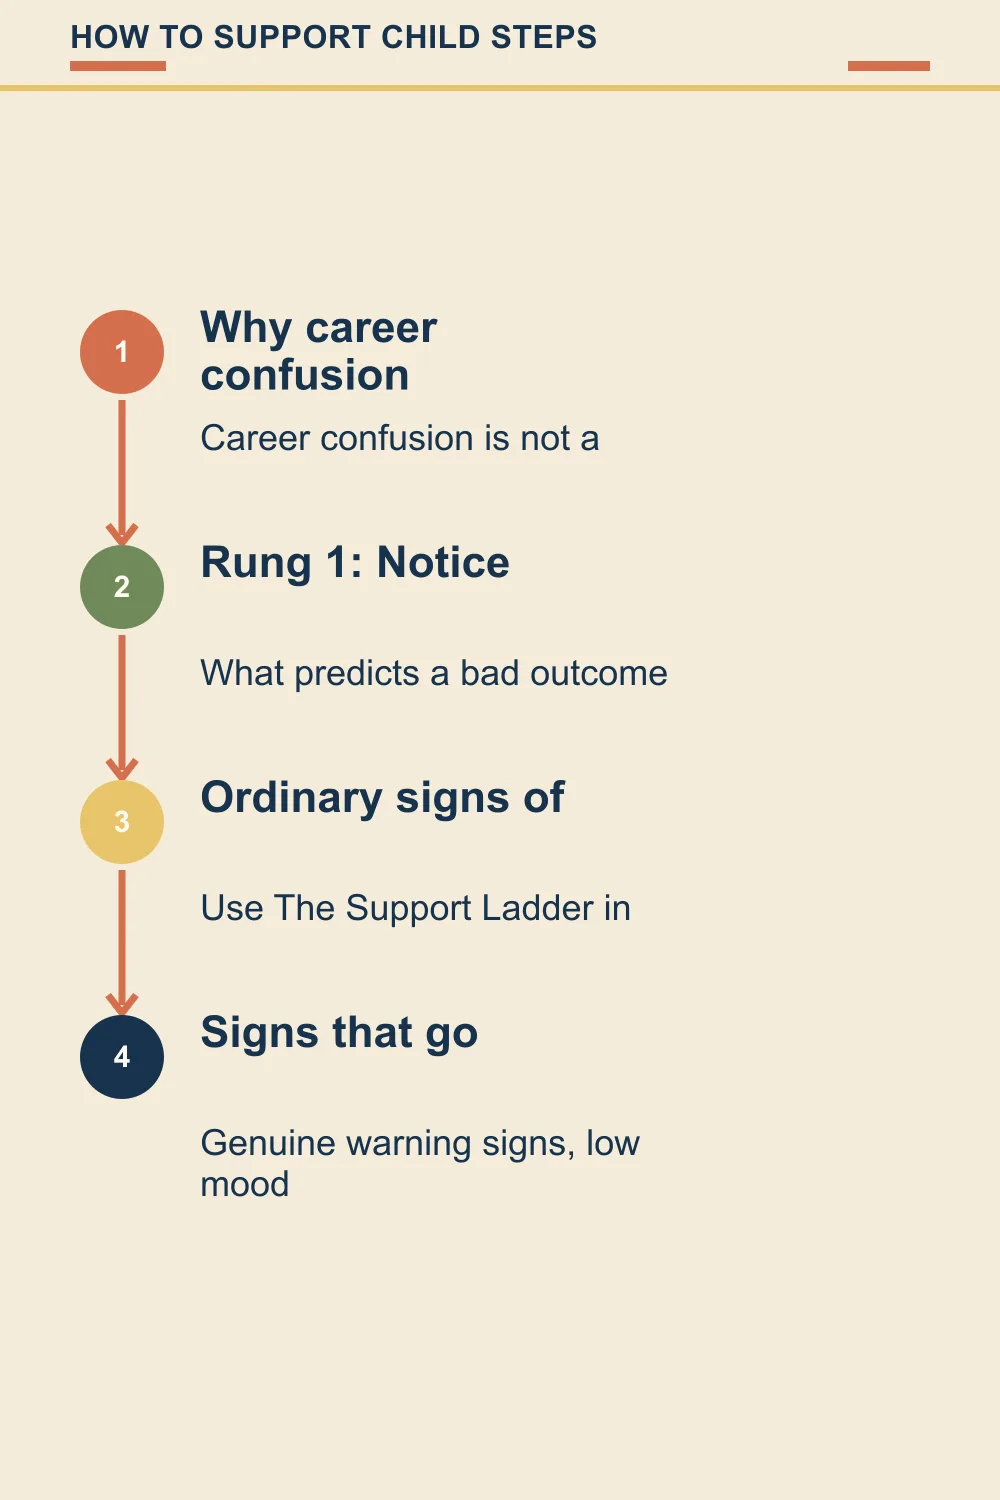 HOW TO SUPPORT CHILD STEPS
1
Why career
confusion
Career confusion is not a
2
Rung 1: Notice
What predicts a bad outcome
3
Ordinary signs of
Use The Support Ladder in
4
Signs that go
Genuine warning signs, low
mood